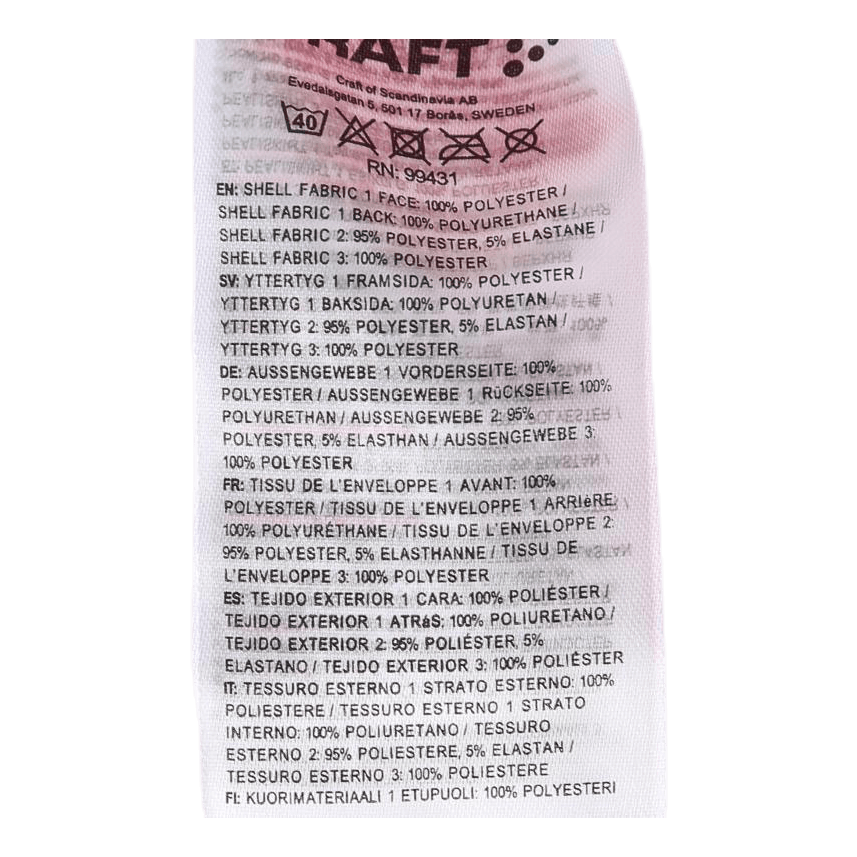 CRAFT
Craft of Scandinavia AB
Evedalsgatan 5, 501 17 Borås, SWEDEN
40
RN: 99431
EN: SHELL FABRIC 1 FACE: 100% POLYESTER /
SHELL FABRIC 1 BACK: 100% POLYURETHANE /
SHELL FABRIC 2: 95% POLYESTER, 5% ELASTANE /
SHELL FABRIC 3: 100% POLYESTER
SV: YTTERTYG 1 FRAMSIDA: 100% POLYESTER /
YTTERTYG 1 BAKSIDA: 100% POLYURETAN /
YTTERTYG 2: 95% POLYESTER, 5% ELASTAN /
YTTERTYG 3: 100% POLYESTER
DE: AUSSENGEWEBE 1 VORDERSEITE: 100%
POLYESTER / AUSSENGEWEBE 1 RüCKSEITE: 100%
POLYURETHAN / AUSSENGEWEBE 2: 95%
POLYESTER, 5% ELASTHAN / AUSSENGEWEBE 3:
100% POLYESTER
FR: TISSU DE L'ENVELOPPE 1 AVANT: 100%
POLYESTER / TISSU DE L'ENVELOPPE 1 ARRIèRE:
100% POLYURÉTHANE / TISSU DE L'ENVELOPPE 2:
95% POLYESTER, 5% ELASTHANNE / TISSU DE
L'ENVELOPPE 3: 100% POLYESTER
ES: TEJIDO EXTERIOR 1 CARA: 100% POLIÉSTER /
TEJIDO EXTERIOR 1 ATRáS: 100% POLIURETANO /
TEJIDO EXTERIOR 2: 95% POLIÉSTER, 5%
ELASTANO / TEJIDO EXTERIOR 3: 100% POLIÉSTER
IT: TESSURO ESTERNO 1 STRATO ESTERNO: 100%
POLIESTERE / TESSURO ESTERNO 1 STRATO
INTERNO: 100% POLIURETANO / TESSURO
ESTERNO 2: 95% POLIESTERE, 5% ELASTAN /
TESSURO ESTERNO 3: 100% POLIESTERE
FI: KUORIMATERIAALI 1 ETUPUOLI: 100% POLYESTERI